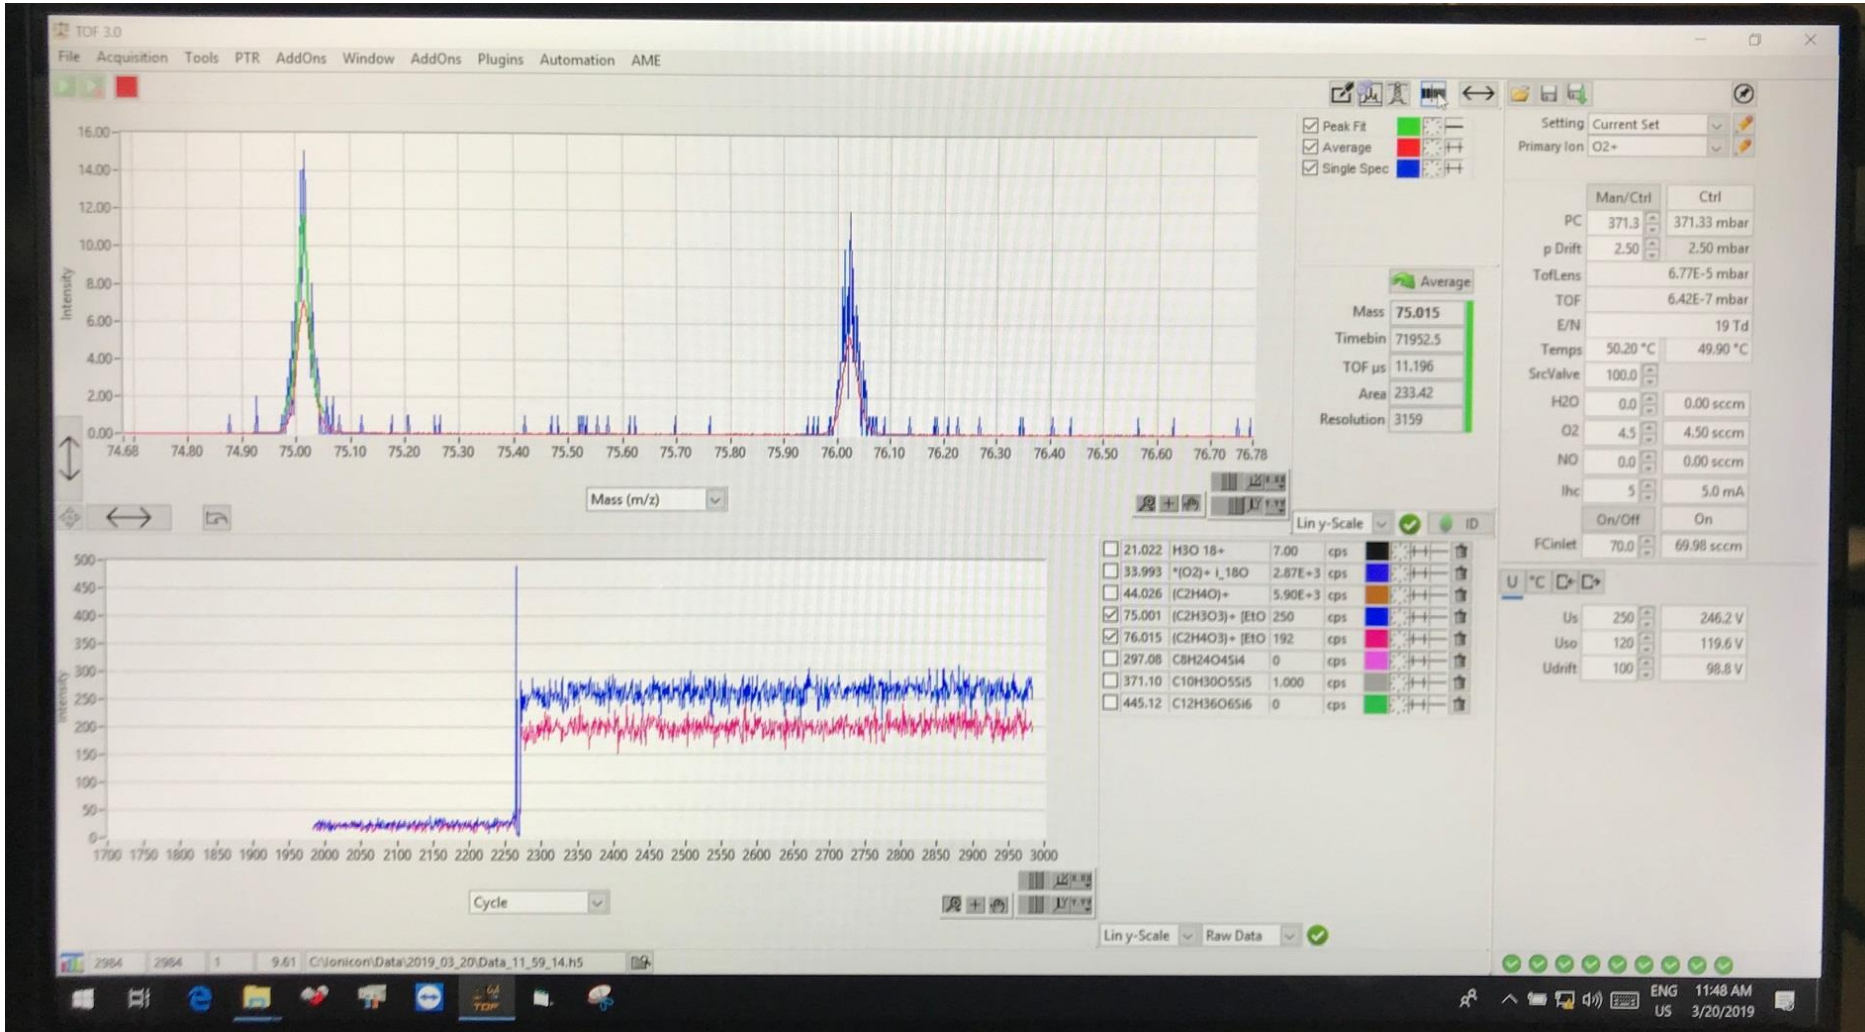 TOF 3.0
File Acquisition Tools PTR AddOns Window AddOns Plugins Automation AME
16.00
14.00
12.00
10.00
8.00
6.00
4.00
2.00
0.00
Intensity
74.68 74.80 74.90 75.00 75.10 75.20 75.30 75.40 75.50 75.60 75.70 75.80 75.90 76.00 76.10 76.20 76.30 76.40 76.50 76.60 76.70 76.78
Mass (m/z)
Peak Fit
Average
Single Spec
Average
Mass 75.015
Timebin 71952.5
TOF µs 11.196
Area 233.42
Resolution 3159
Lin y-Scale ID
Setting Current Set
Primary Ion O2+
Man/Ctrl Ctrl
PC 371.3 371.33 mbar
p Drift 2.50 2.50 mbar
TofLens 6.77E-5 mbar
TOF 6.42E-7 mbar
E/N 19 Td
Temps 50.20 °C 49.90 °C
SrcValve 100.0
H2O 0.0 0.00 sccm
O2 4.5 4.50 sccm
NO 0.0 0.00 sccm
Ihc 5 5.0 mA
On/Off On
FCinlet 70.0 69.98 sccm
U °C
Us 250 246.2 V
Uso 120 119.6 V
Udrift 100 98.8 V
500
450
400
350
300
250
200
150
100
50
0
Intensity
1700 1750 1800 1850 1900 1950 2000 2050 2100 2150 2200 2250 2300 2350 2400 2450 2500 2550 2600 2650 2700 2750 2800 2850 2900 2950 3000
Cycle
21.022 H3O 18+ 7.00 cps
33.993 *(O2)+ i_18O 2.87E+3 cps
44.026 (C2H4O)+ 5.90E+3 cps
75.001 (C2H3O3)+ [EtO 250 cps
76.015 (C2H4O3)+ [EtO 192 cps
297.08 C8H24O4Si4 0 cps
371.10 C10H30O5Si5 1.000 cps
445.12 C12H36O6Si6 0 cps
Lin y-Scale Raw Data
2984 2984 1 9.61 C:\Ionicon\Data\2019_03_20\Data_11_59_14.h5
TOF
ENG
US
11:48 AM
3/20/2019